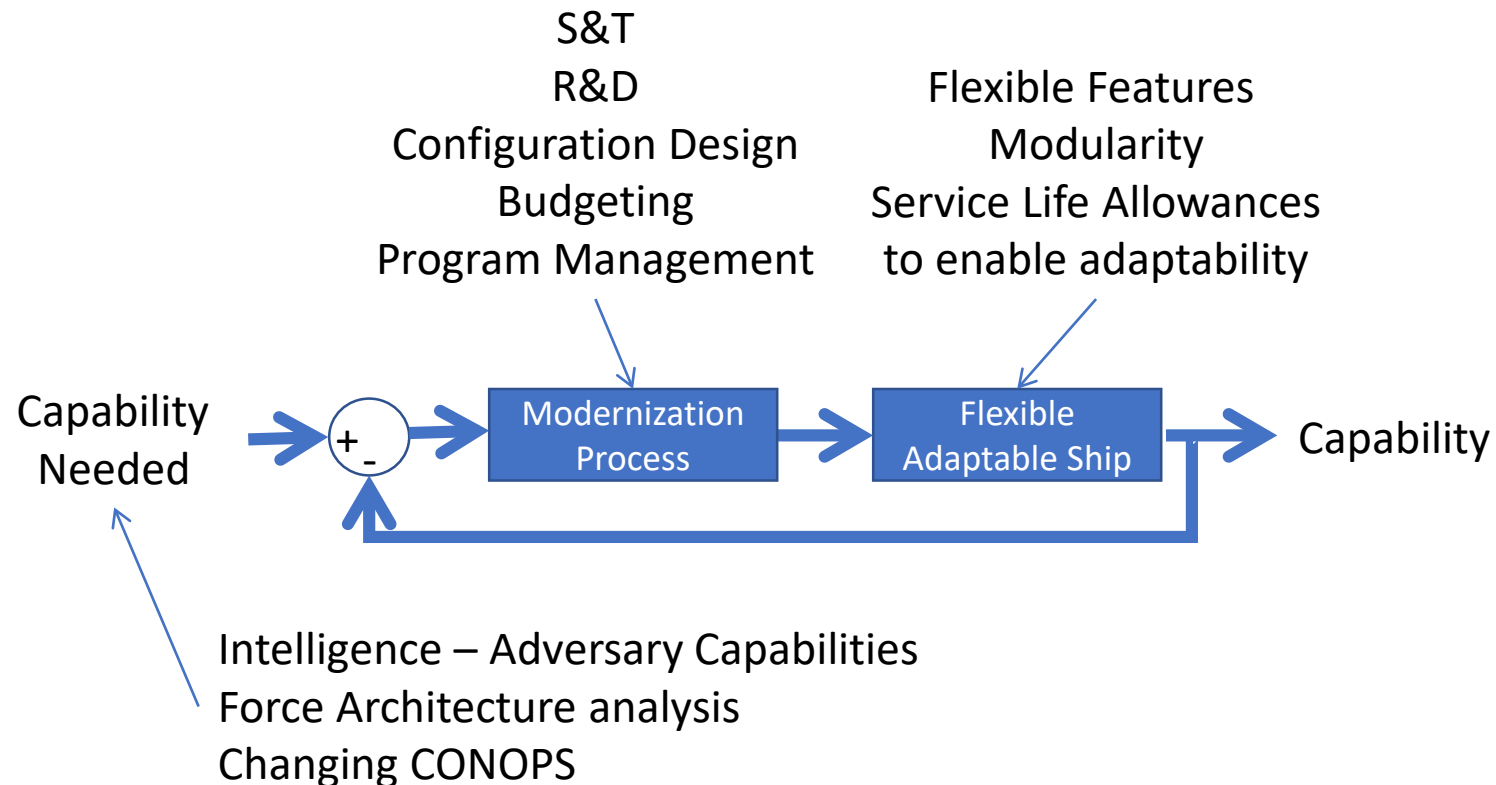 S&T
R&D
Configuration Design
Budgeting
Program Management
Flexible Features
Modularity
Service Life Allowances
to enable adaptability
Capability
Needed
+
-
Modernization
Process
Flexible
Adaptable Ship
Capability
Intelligence – Adversary Capabilities
Force Architecture analysis
Changing CONOPS